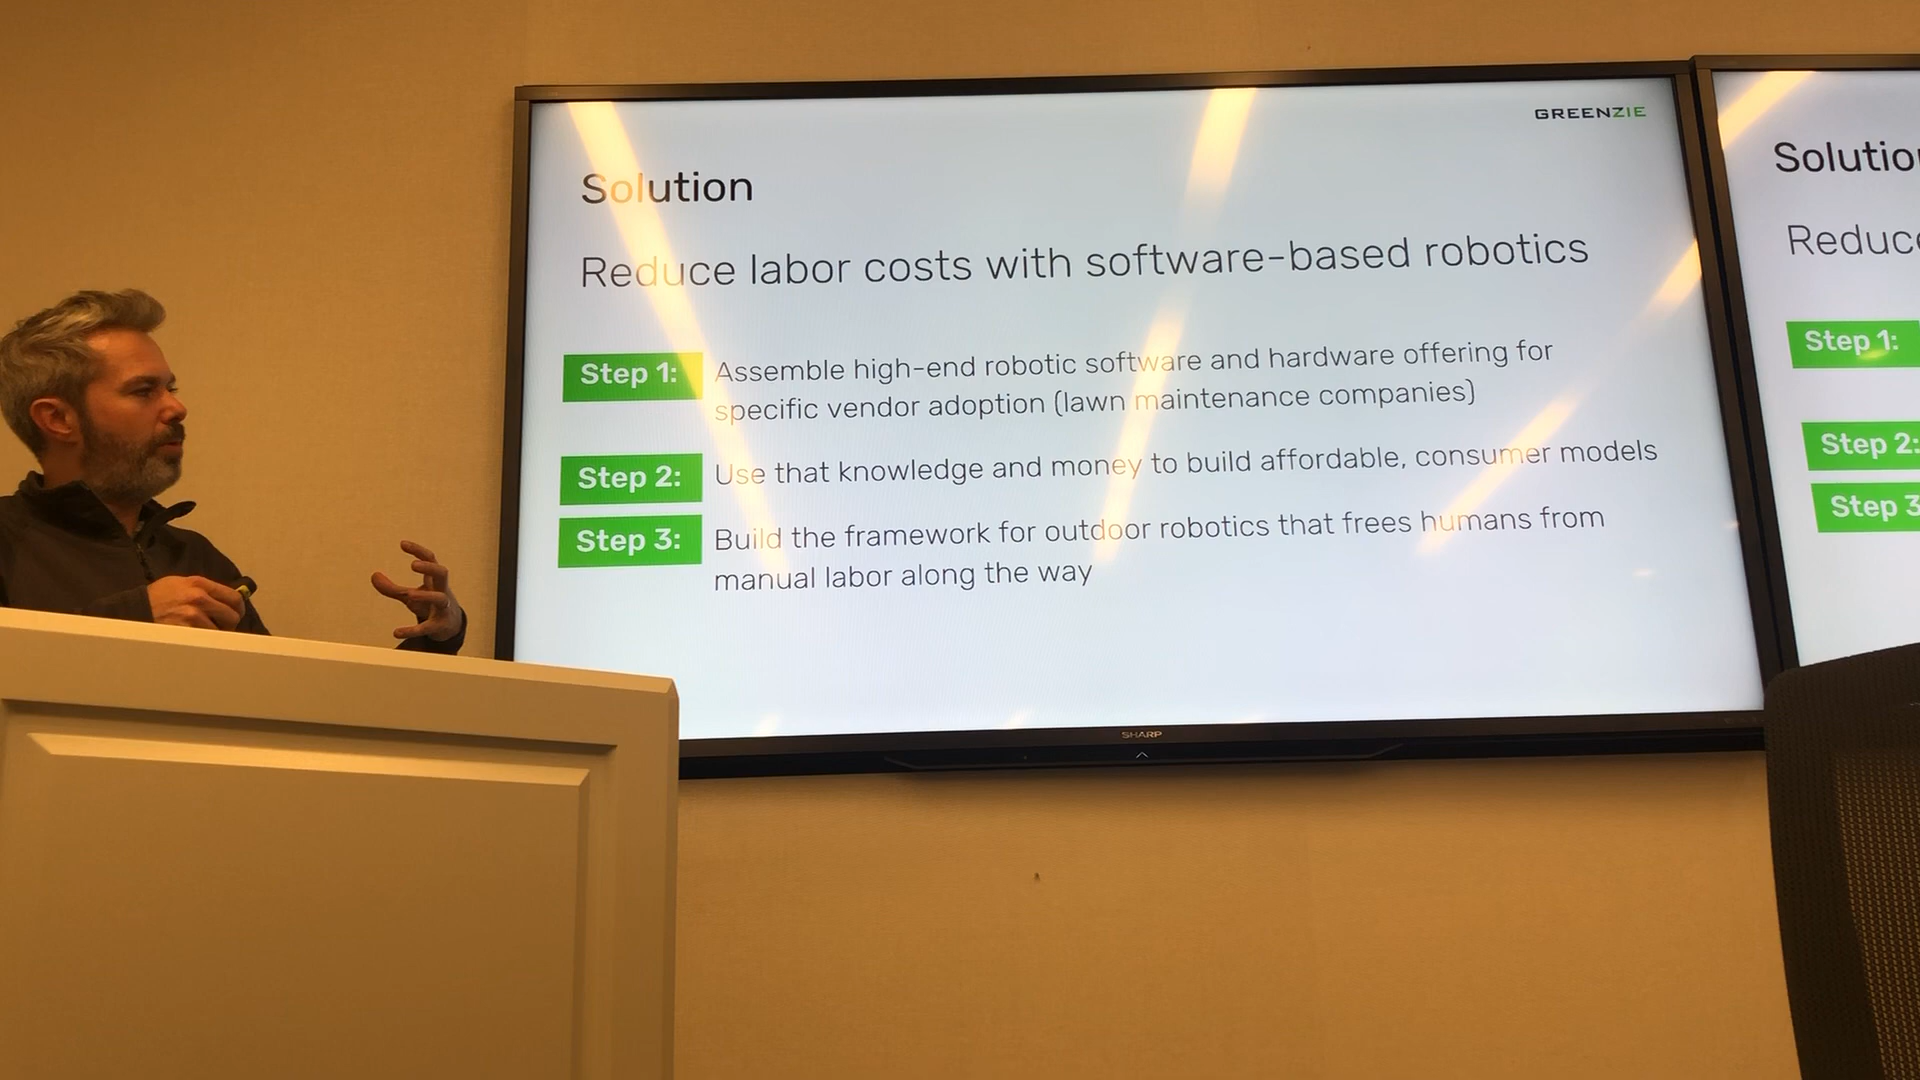 GREENZIE
Solution
Reduce labor costs with software-based robotics
Step 1: Assemble high-end robotic software and hardware offering for
specific vendor adoption (lawn maintenance companies)
Step 2: Use that knowledge and money to build affordable, consumer models
Step 3: Build the framework for outdoor robotics that frees humans from
manual labor along the way
SHARP
Solutio
Reduc
Step 1:
Step 2:
Step 3